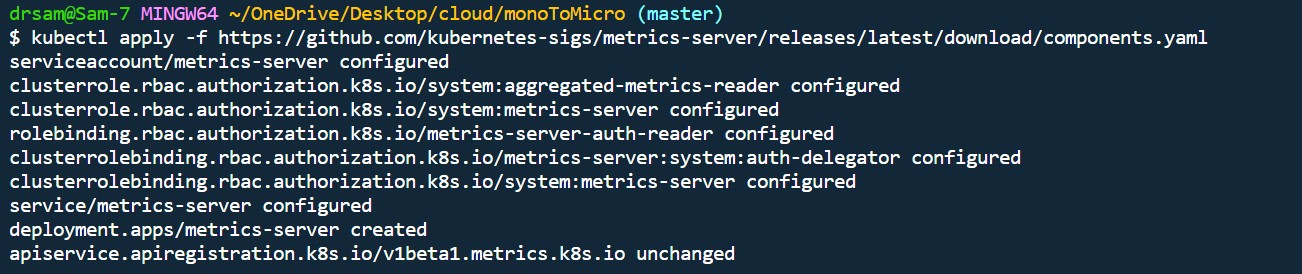 drsam@Sam-7 MINGW64 ~/OneDrive/Desktop/cloud/monoToMicro (master)
$ kubectl apply -f https://github.com/kubernetes-sigs/metrics-server/releases/latest/download/components.yaml
serviceaccount/metrics-server configured
clusterrole.rbac.authorization.k8s.io/system:aggregated-metrics-reader configured
clusterrole.rbac.authorization.k8s.io/system:metrics-server configured
rolebinding.rbac.authorization.k8s.io/metrics-server-auth-reader configured
clusterrolebinding.rbac.authorization.k8s.io/metrics-server:system:auth-delegator configured
clusterrolebinding.rbac.authorization.k8s.io/system:metrics-server configured
service/metrics-server configured
deployment.apps/metrics-server created
apiservice.apiregistration.k8s.io/v1beta1.metrics.k8s.io unchanged